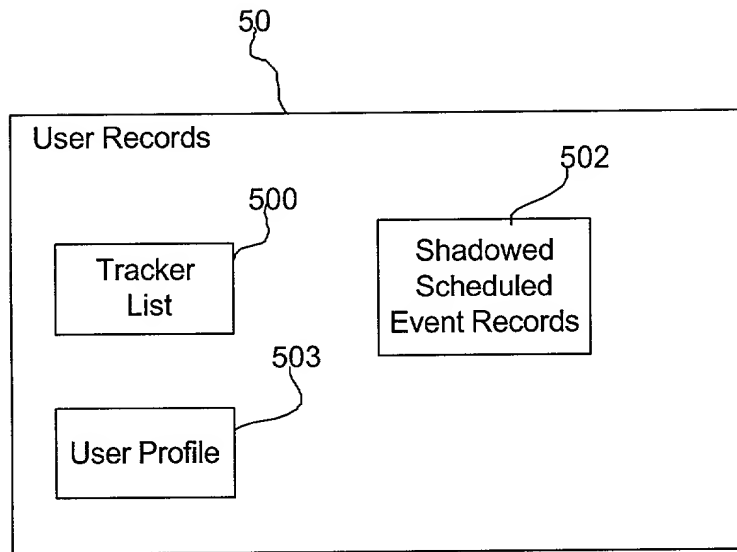 50
User Records
502
500
Shadowed
Scheduled
Event Records
Tracker
List
503
User Profile